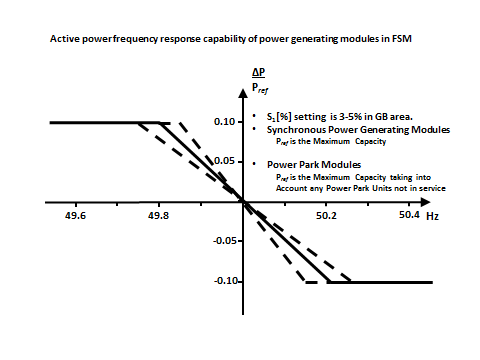 Active power frequency response capability of power generating modules in FSM
ΔP
Pref
• S1 [%] setting is 3-5% in GB area.
• Synchronous Power Generating Modules
Pref is the Maximum Capacity
• Power Park Modules
Pref is the Maximum Capacity taking into
Account any Power Park Units not in service
0.10
0.05
49.6 49.8 50.2 50.4 Hz
-0.05
-0.10